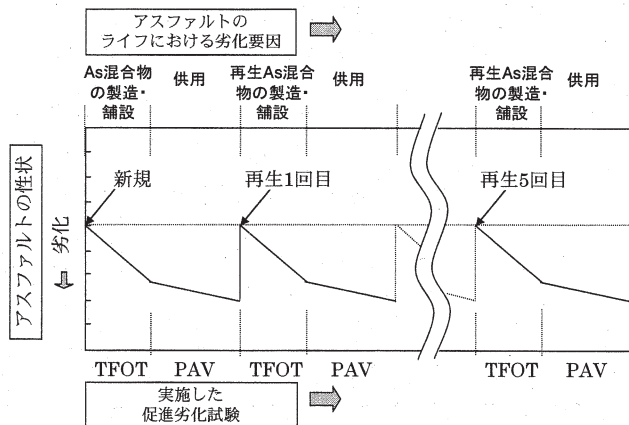 アスファルトの
ライフにおける劣化要因
As混合物
の製造・
舗設
供用
再生As混合
物の製造・
舗設
供用
再生As混合
物の製造・
舗設
供用
アスファルトの性状
劣化
新規
再生1回目
再生5回目
TFOT PAV TFOT PAV TFOT PAV
実施した
促進劣化試験